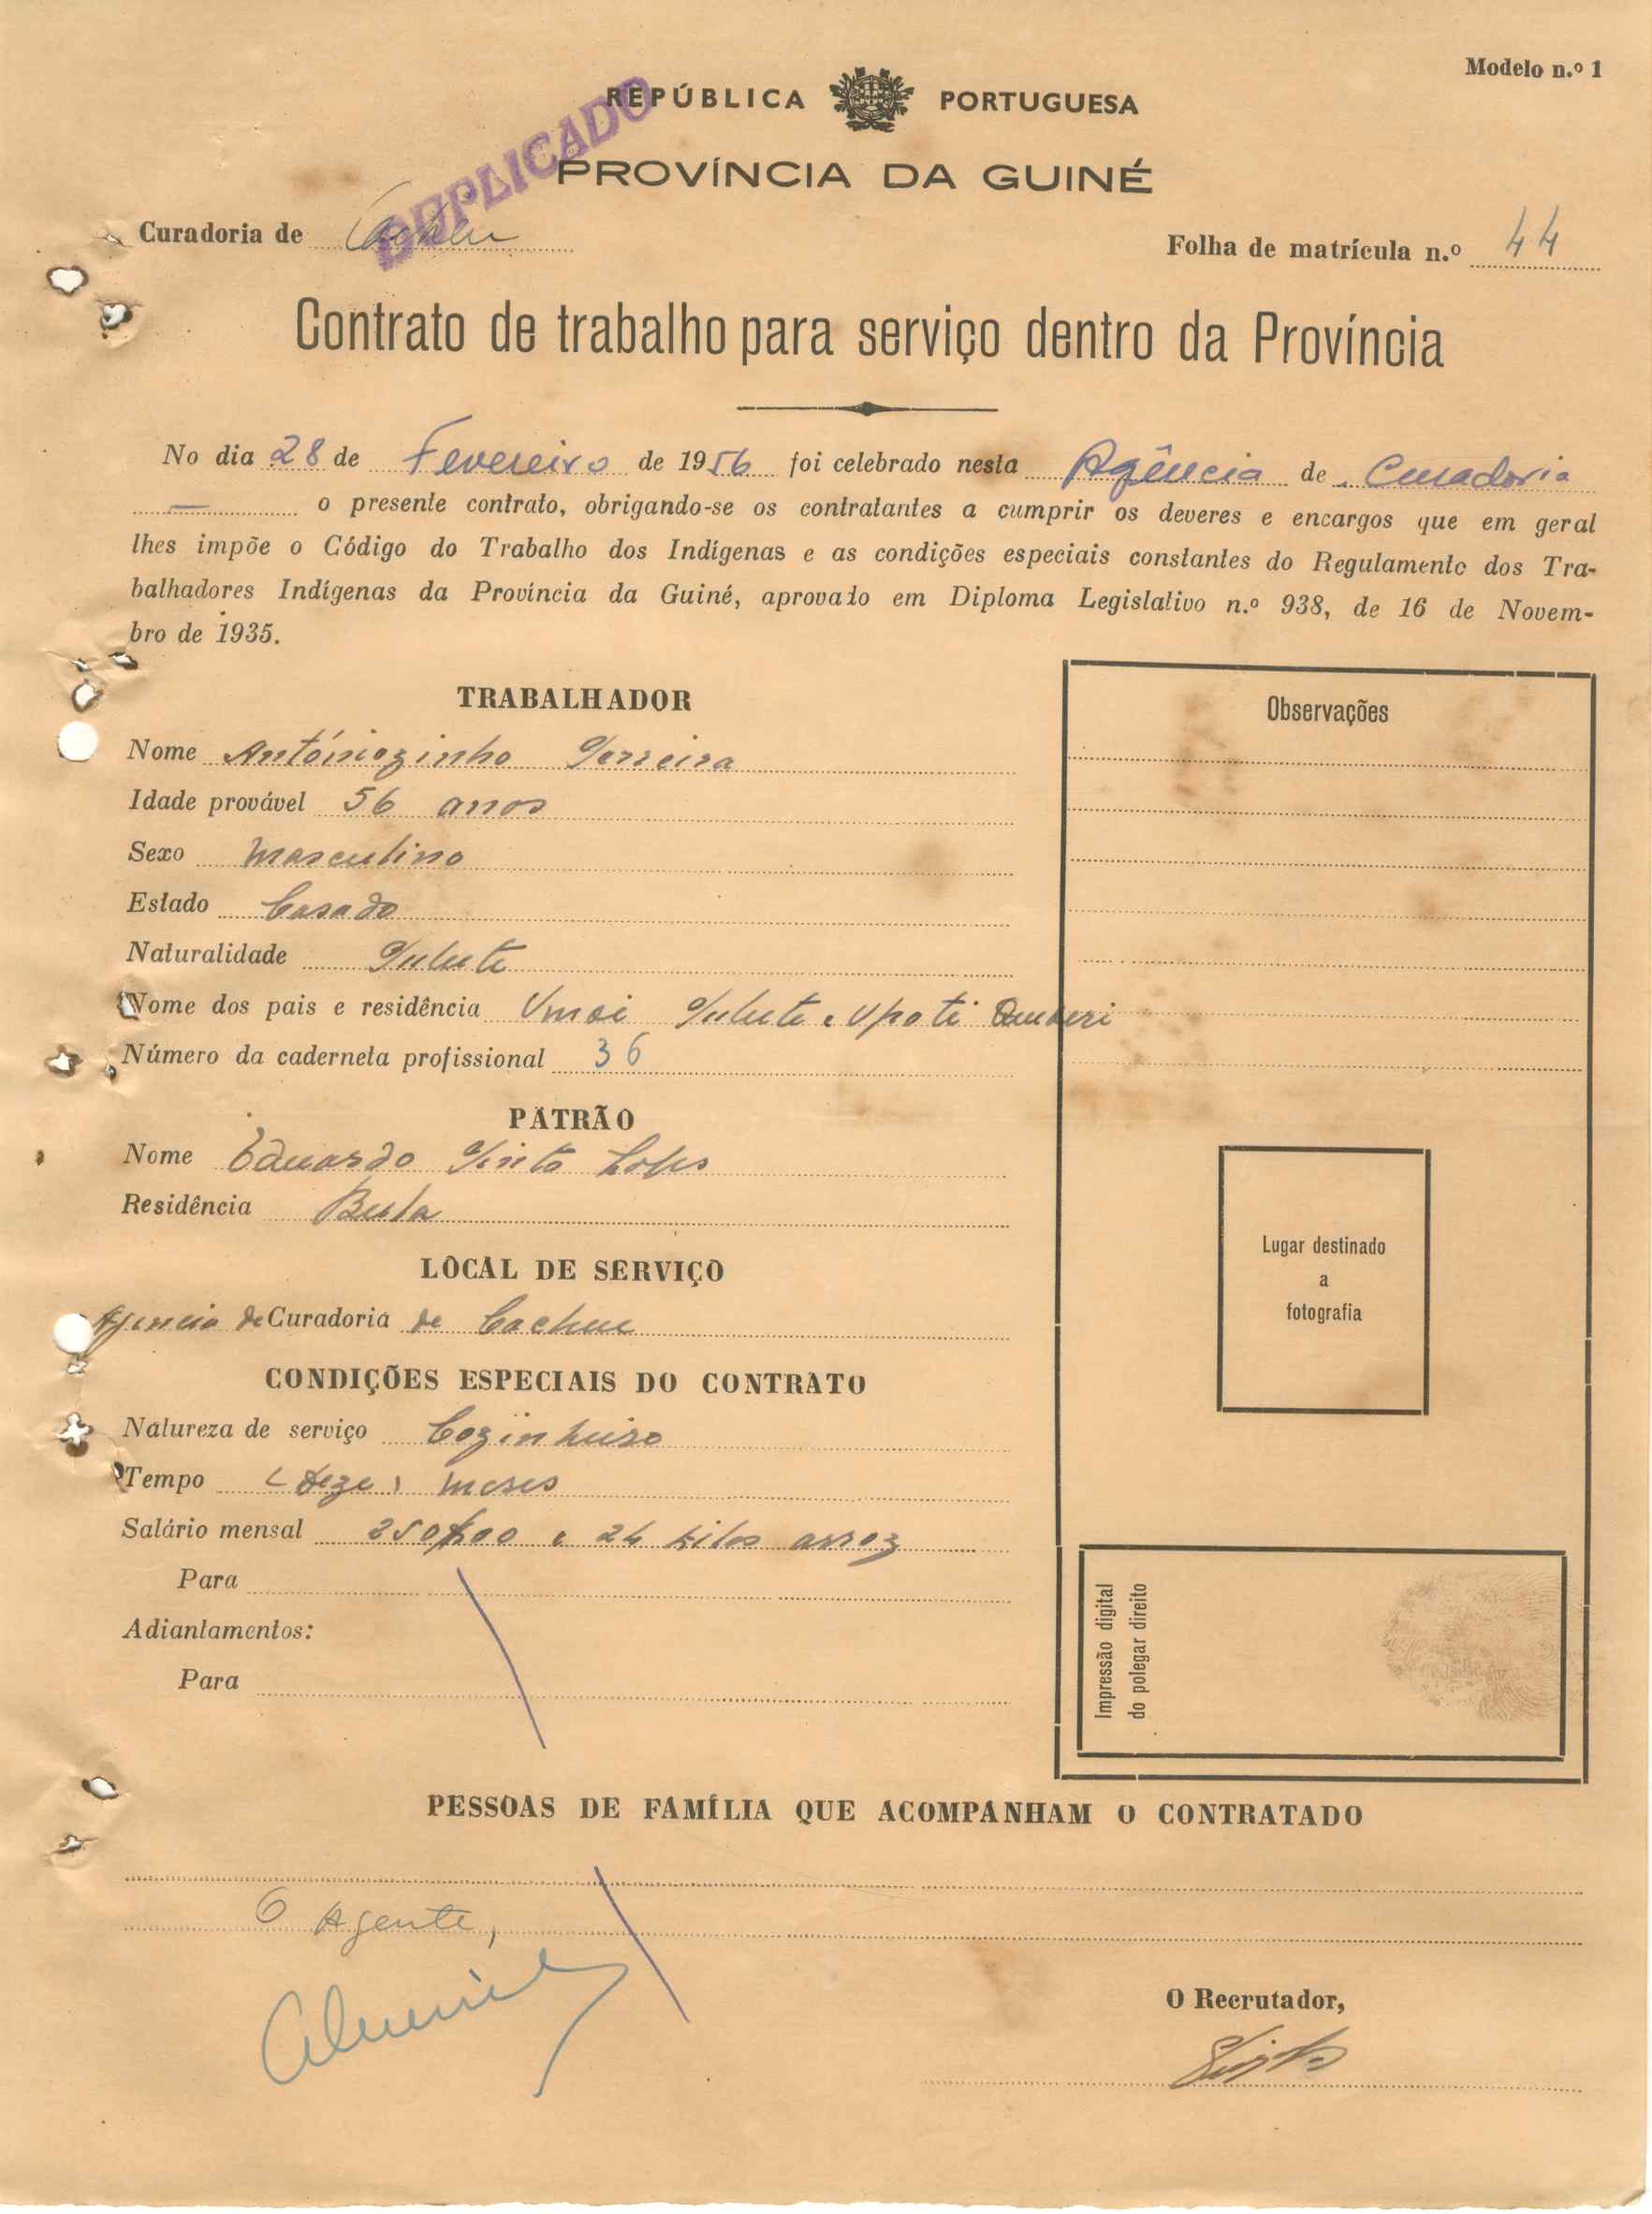 Modelo n.º 1
REPÚBLICA PORTUGUESA
DUPLICADO
PROVÍNCIA DA GUINÉ
Curadoria de Cacheu
Folha de matrícula n.º 44
Contrato de trabalho para serviço dentro da Província
No dia 28 de Fevereiro de 1956 foi celebrado nesta Agência de Curadoria
— o presente contrato, obrigando-se os contratantes a cumprir os deveres e encargos que em geral
lhes impõe o Código do Trabalho dos Indígenas e as condições especiais constantes do Regulamento dos Tra-
balhadores Indígenas da Província da Guiné, aprovado em Diploma Legislativo n.º 938, de 16 de Novem-
bro de 1935.
TRABALHADOR
Observações
Nome Antóniozinho
Idade provável 56 anos
Sexo Masculino
Estado Casado
Naturalidade
Nome dos pais e residência
Número da caderneta profissional 36
PATRÃO
Nome Eduardo Pinto Lopes
Residência Bula
Lugar destinado
a
fotografia
LOCAL DE SERVIÇO
Agencia de Curadoria de Cacheu
CONDIÇÕES ESPECIAIS DO CONTRATO
Natureza de serviço Cozinheiro
Tempo (Deze) meses
Salário mensal 250$00 e 24 kilos arroz
Para
Adiantamentos:
Para
Impressão digital
do polegar direito
PESSOAS DE FAMÍLIA QUE ACOMPANHAM O CONTRATADO
O Agente,
O Recrutador,